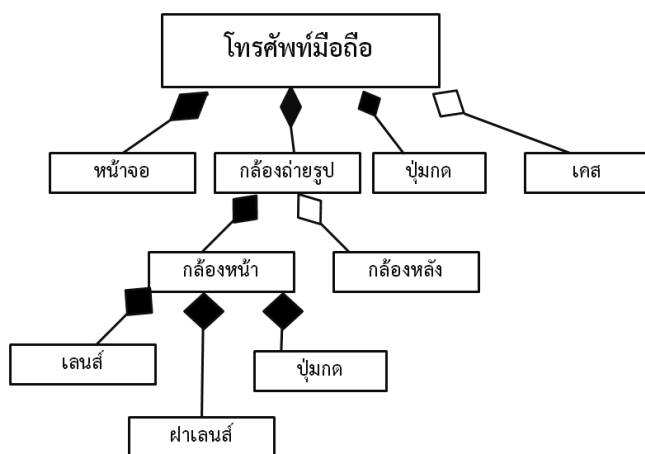 โทรศัพท์มือถือ
หน้าจอ
กล้องถ่ายรูป
ปุ่มกด
เคส
กล้องหน้า
กล้องหลัง
เลนส์
ปุ่มกด
ฝาเลนส์